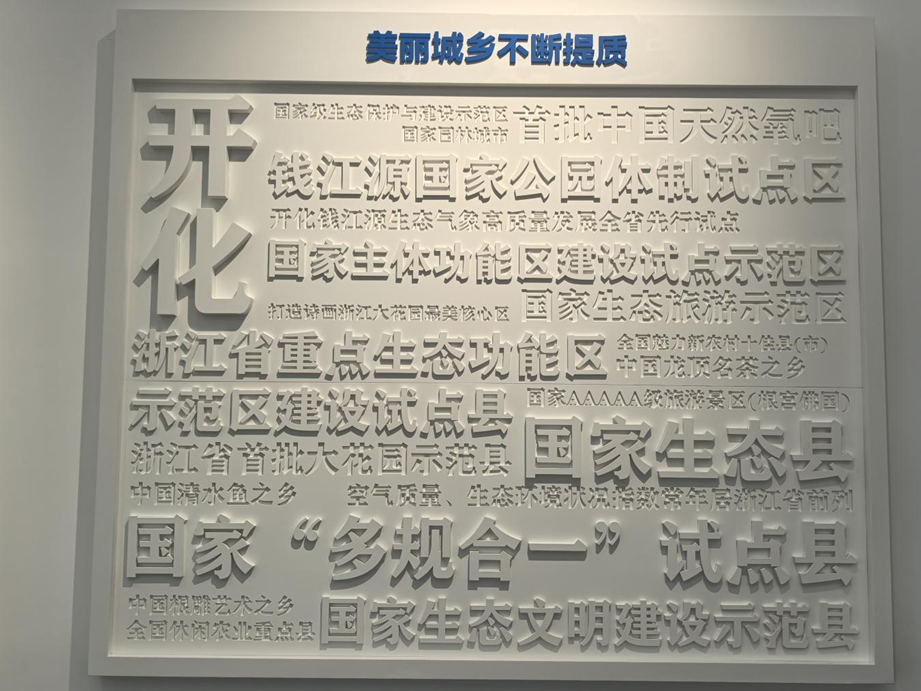 美丽城乡不断提质
开化
国家级生态保护与建设示范区
国家园林城市
首批中国天然氧吧
钱江源国家公园体制试点区
开化钱江源生态气象高质量发展全省先行试点
国家主体功能区建设试点示范区
打造诗画浙江大花园最美核心区
国家生态旅游示范区
浙江省重点生态功能区
全国魅力新农村十佳县(市)
中国龙顶名茶之乡
示范区建设试点县
国家AAAAA级旅游景区(根宫佛国)
浙江省首批大花园示范县
国家生态县
中国清水鱼之乡
空气质量、生态环境状况指数常年居浙江省前列
国家“多规合一”试点县
中国根雕艺术之乡
全国休闲农业重点县
国家生态文明建设示范县